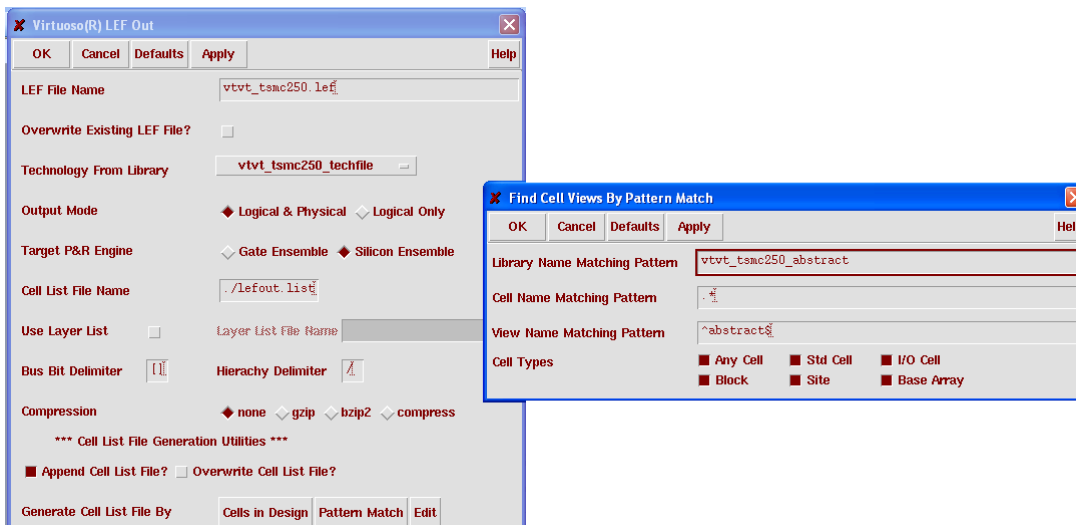 Virtuoso(R) LEF Out
OK Cancel Defaults Apply Help
LEF File Name vtvt_tsmc250.lef
Overwrite Existing LEF File?
Technology From Library vtvt_tsmc250_techfile
Output Mode Logical & Physical Logical Only
Target P&R Engine Gate Ensemble Silicon Ensemble
Cell List File Name ./lefout.list
Use Layer List Layer List File Name
Bus Bit Delimiter [] Hierachy Delimiter /
Compression none gzip bzip2 compress
*** Cell List File Generation Utilities ***
Append Cell List File? Overwrite Cell List File?
Generate Cell List File By Cells in Design Pattern Match Edit
Find Cell Views By Pattern Match
OK Cancel Defaults Apply Hel
Library Name Matching Pattern vtvt_tsmc250_abstract
Cell Name Matching Pattern .*
View Name Matching Pattern ^abstract$
Cell Types Any Cell Std Cell I/O Cell
Block Site Base Array